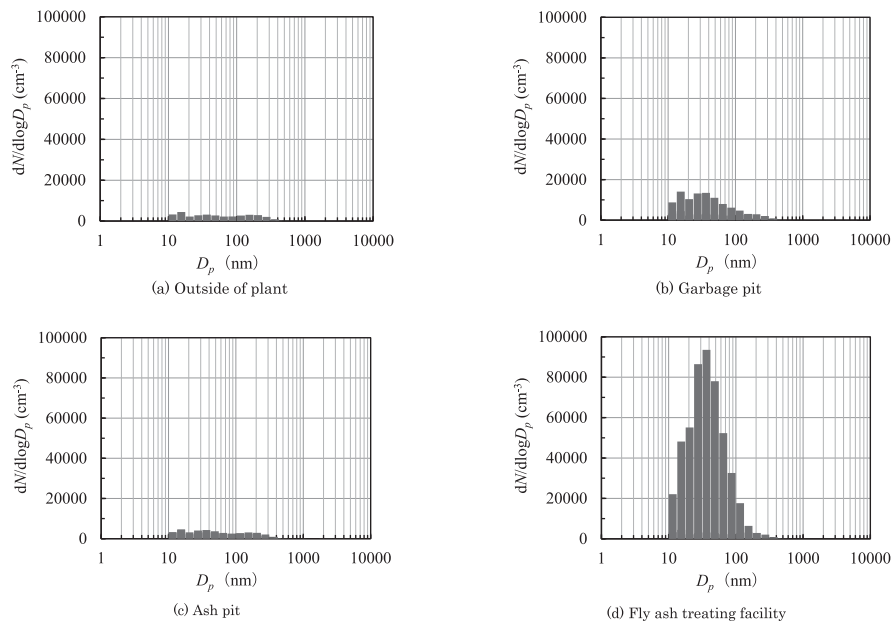 100000
80000
60000
40000
20000
0
dN/dlogDp (cm-3)
1 10 100 1000 10000
Dp (nm)
(a) Outside of plant
100000
80000
60000
40000
20000
0
dN/dlogDp (cm-3)
1 10 100 1000 10000
Dp (nm)
(b) Garbage pit
100000
80000
60000
40000
20000
0
dN/dlogDp (cm-3)
1 10 100 1000 10000
Dp (nm)
(c) Ash pit
100000
80000
60000
40000
20000
0
dN/dlogDp (cm-3)
1 10 100 1000 10000
Dp (nm)
(d) Fly ash treating facility